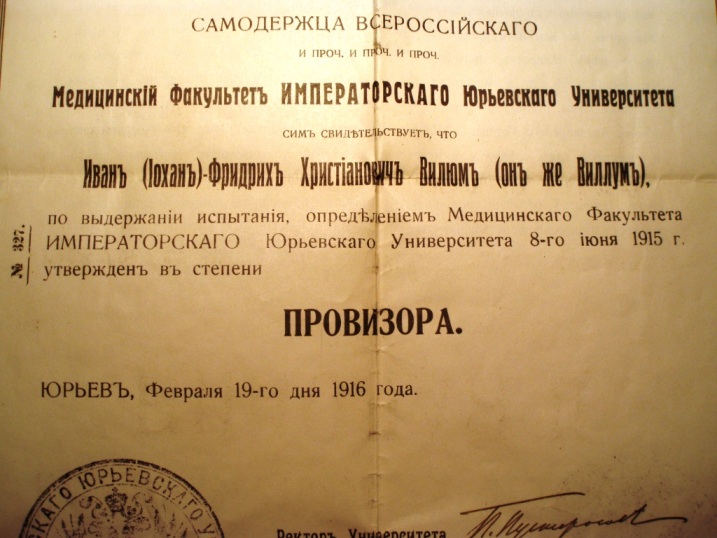 САМОДЕРЖЦА ВСЕРОССІЙСКАГО
И ПРОЧ. И ПРОЧ. И ПРОЧ.
Медицинскій Факультетъ ИМПЕРАТОРСКАГО Юрьевскаго Университета
СИМЪ СВИДѢТЕЛЬСТВУЕТЪ, ЧТО
Иванъ (Іоханъ)-Фридрихъ Христіановичъ Вилюмъ (онъ же Виллумъ),
по выдержаніи испытанія, опредѣленіемъ Медицинскаго Факультета
ИМПЕРАТОРСКАГО Юрьевскаго Университета 8-го іюня 1915 г.
утвержденъ въ степени
№ 327.
ПРОВИЗОРА.
ЮРЬЕВЪ, Февраля 19-го дня 1916 года.
СКАГО ЮРЬЕВСКАГО У
Ректоръ Университета